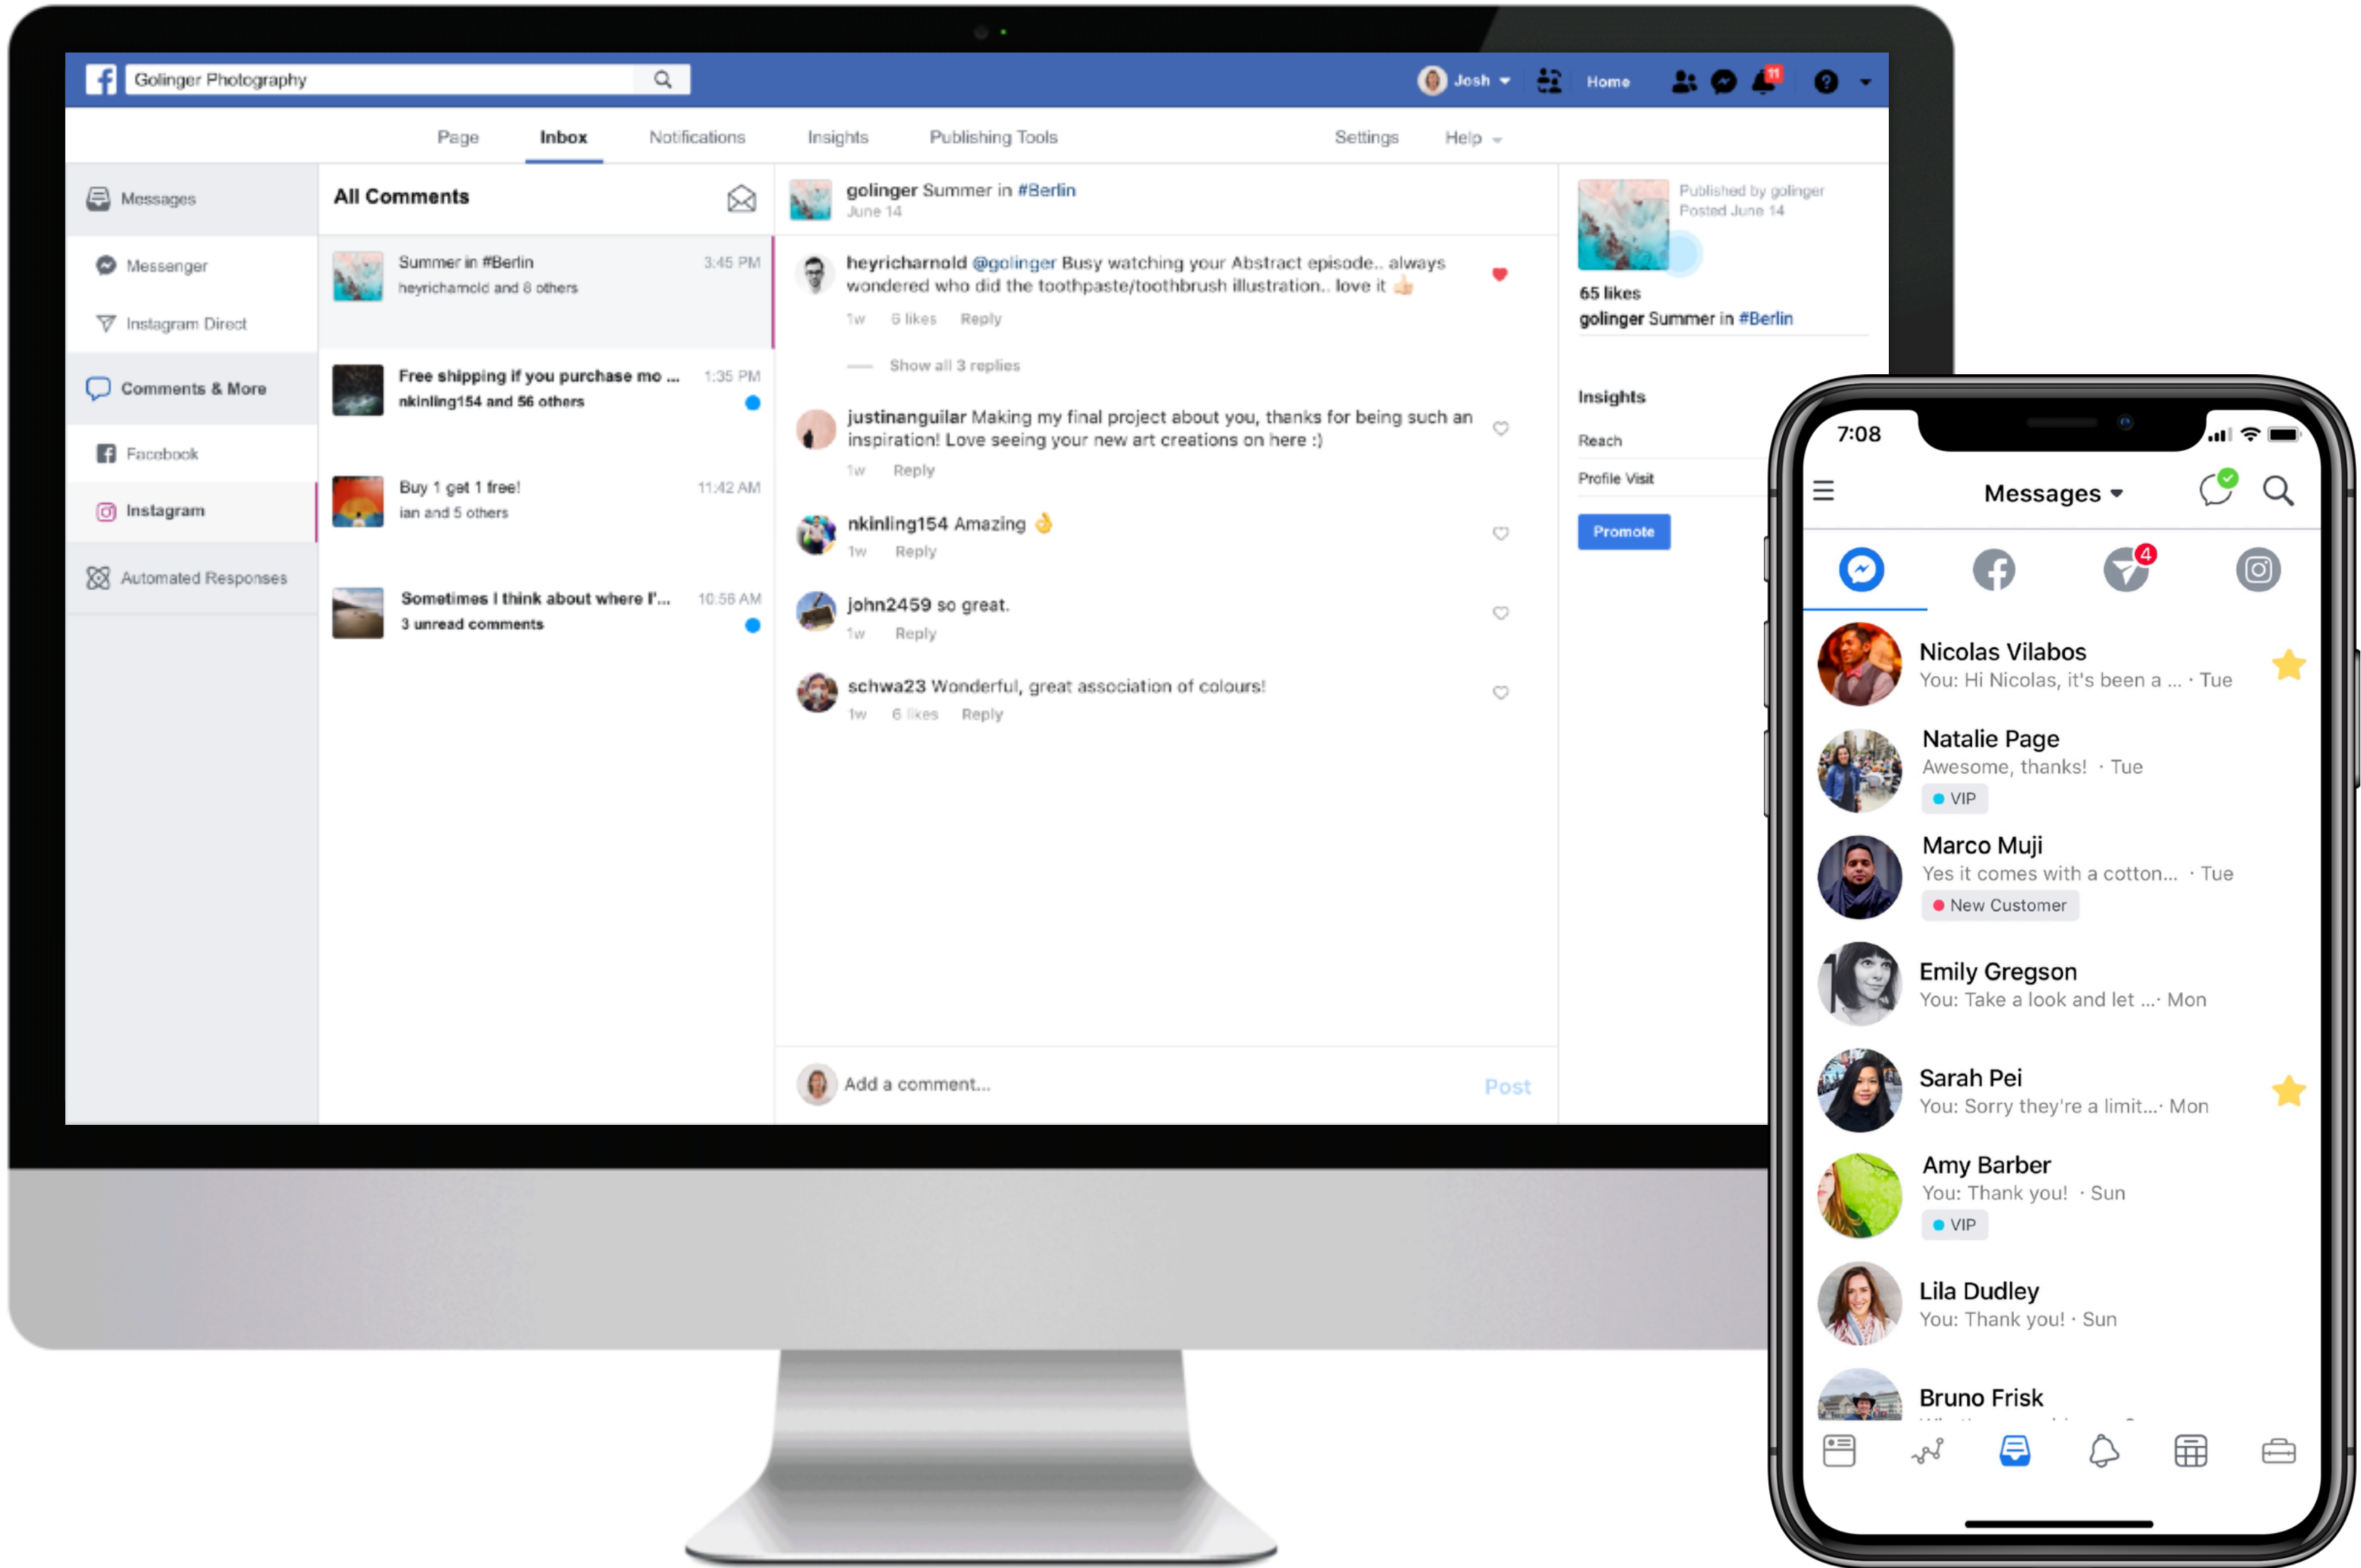 Golinger Photography
Josh
Home
11
Page
Inbox
Notifications
Insights
Publishing Tools
Settings
Help
Messages
Messenger
Instagram Direct
Comments & More
Facebook
Instagram
Automated Responses
All Comments
Summer in #Berlin 3:45 PM
heyricharnold and 8 others
Free shipping if you purchase mo ... 1:35 PM
nkinling154 and 56 others
Buy 1 get 1 free! 11:42 AM
ian and 5 others
Sometimes I think about where I'... 10:56 AM
3 unread comments
golinger Summer in #Berlin
June 14
heyricharnold @golinger Busy watching your Abstract episode.. always
wondered who did the toothpaste/toothbrush illustration.. love it 👍
1w 6 likes Reply
Show all 3 replies
justinanguilar Making my final project about you, thanks for being such an
inspiration! Love seeing your new art creations on here :)
1w Reply
nkinling154 Amazing 👌
1w Reply
john2459 so great.
1w Reply
schwa23 Wonderful, great association of colours!
1w 6 likes Reply
Add a comment...
Post
Published by golinger
Posted June 14
65 likes
golinger Summer in #Berlin
Insights
Reach
Profile Visit
Promote
7:08
Messages
4
Nicolas Vilabos
You: Hi Nicolas, it's been a ... · Tue
Natalie Page
Awesome, thanks! · Tue
VIP
Marco Muji
Yes it comes with a cotton... · Tue
New Customer
Emily Gregson
You: Take a look and let ...· Mon
Sarah Pei
You: Sorry they're a limit...· Mon
Amy Barber
You: Thank you! · Sun
VIP
Lila Dudley
You: Thank you! · Sun
Bruno Frisk